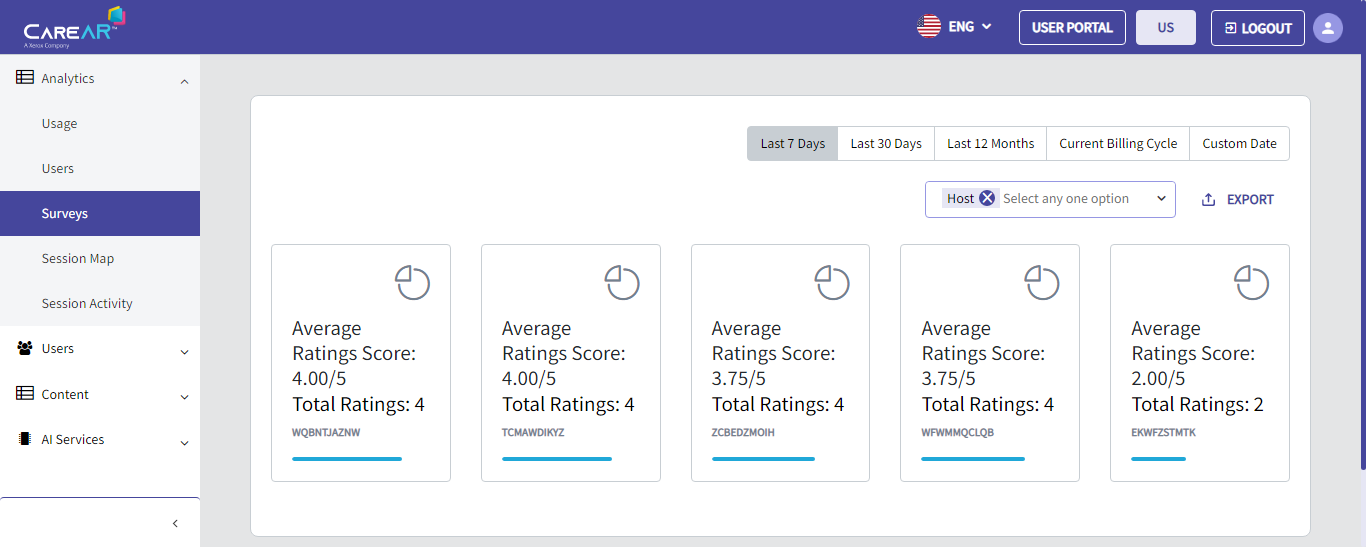 CAREAR™
A Xerox Company
ENG
USER PORTAL
US
LOGOUT
Analytics
Usage
Users
Surveys
Session Map
Session Activity
Users
Content
AI Services
Last 7 Days
Last 30 Days
Last 12 Months
Current Billing Cycle
Custom Date
Host
Select any one option
EXPORT
Average
Ratings Score:
4.00/5
Total Ratings: 4
WQBNTJAZNW
Average
Ratings Score:
4.00/5
Total Ratings: 4
TCMAWDIKYZ
Average
Ratings Score:
3.75/5
Total Ratings: 4
ZCBEDZMOIH
Average
Ratings Score:
3.75/5
Total Ratings: 4
WFWMMQCLQB
Average
Ratings Score:
2.00/5
Total Ratings: 2
EKWFZSTMTK